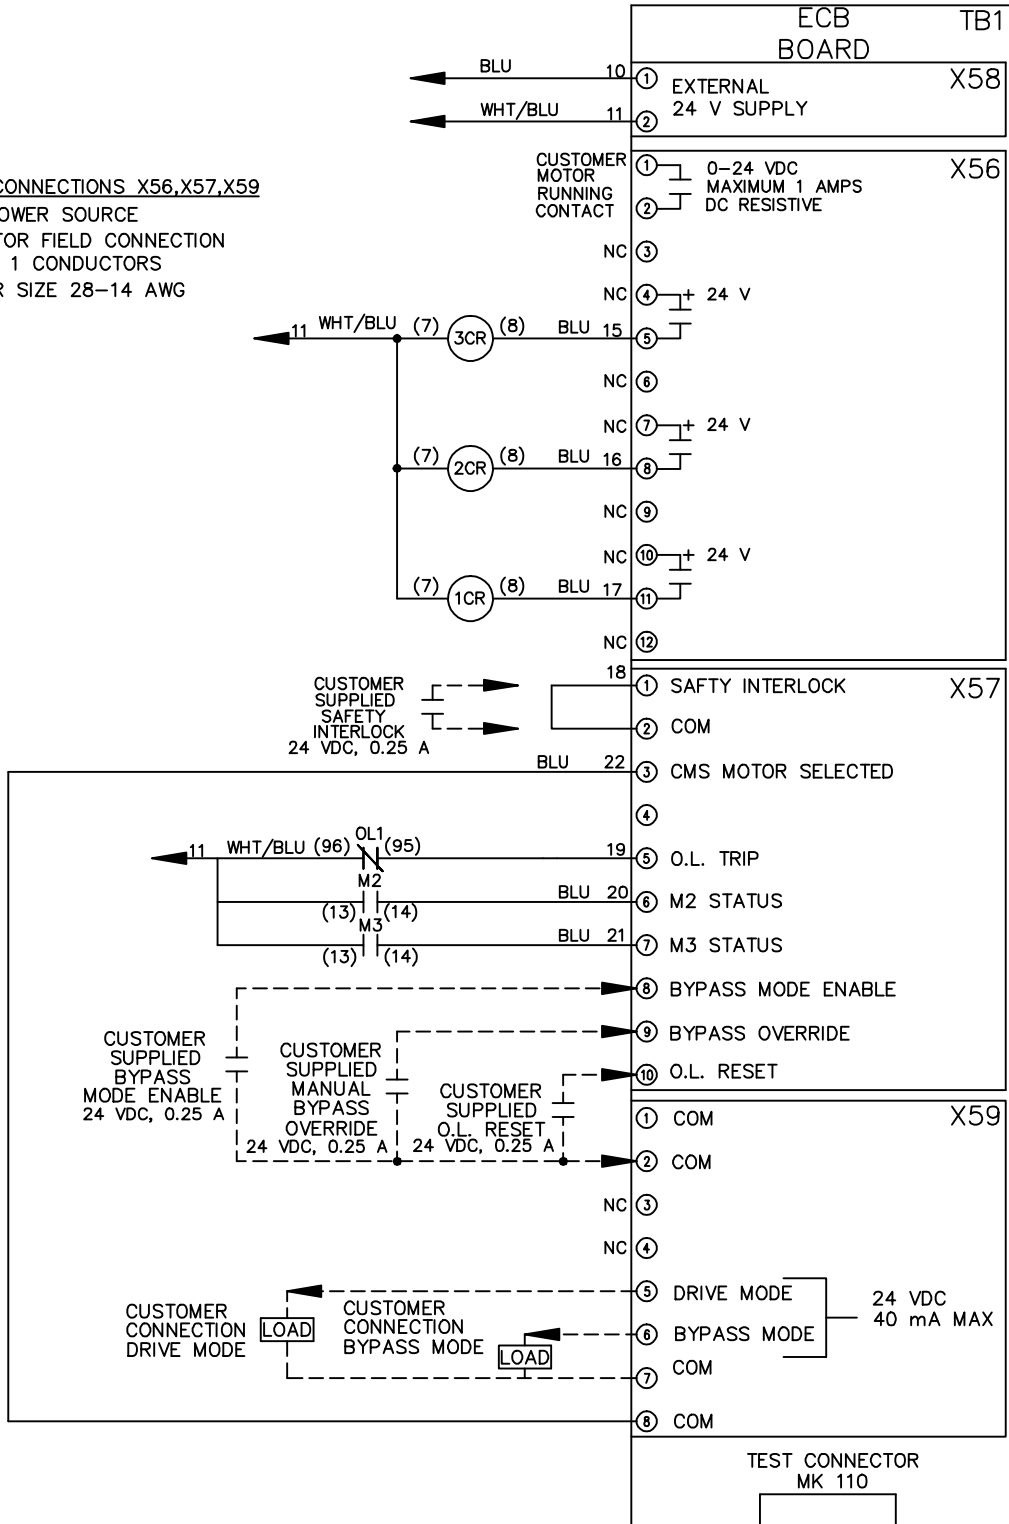 ECB TB1
BOARD
BLU 10 1 EXTERNAL X58
WHT/BLU 11 2 24 V SUPPLY
CONNECTIONS X56,X57,X59
OWER SOURCE
TOR FIELD CONNECTION
1 CONDUCTORS
R SIZE 28-14 AWG
CUSTOMER
MOTOR
RUNNING
CONTACT
1 0-24 VDC X56
MAXIMUM 1 AMPS
2 DC RESISTIVE
NC 3
NC 4 + 24 V
11 WHT/BLU (7) 3CR (8) BLU 15 5
NC 6
NC 7 + 24 V
(7) 2CR (8) BLU 16 8
NC 9
NC 10 + 24 V
(7) 1CR (8) BLU 17 11
NC 12
CUSTOMER
SUPPLIED
SAFETY
INTERLOCK
24 VDC, 0.25 A
18 1 SAFTY INTERLOCK X57
2 COM
BLU 22 3 CMS MOTOR SELECTED
4
11 WHT/BLU (96) OL1 (95) 19 5 O.L. TRIP
M2
(13) (14) BLU 20 6 M2 STATUS
M3
(13) (14) BLU 21 7 M3 STATUS
8 BYPASS MODE ENABLE
9 BYPASS OVERRIDE
10 O.L. RESET
CUSTOMER
SUPPLIED
BYPASS
MODE ENABLE
24 VDC, 0.25 A
CUSTOMER
SUPPLIED
MANUAL
BYPASS
OVERRIDE
24 VDC, 0.25 A
CUSTOMER
SUPPLIED
O.L. RESET
24 VDC, 0.25 A
1 COM X59
2 COM
NC 3
NC 4
5 DRIVE MODE
6 BYPASS MODE
24 VDC
40 mA MAX
7 COM
8 COM
CUSTOMER
CONNECTION
DRIVE MODE
LOAD
CUSTOMER
CONNECTION
BYPASS MODE
LOAD
TEST CONNECTOR
MK 110